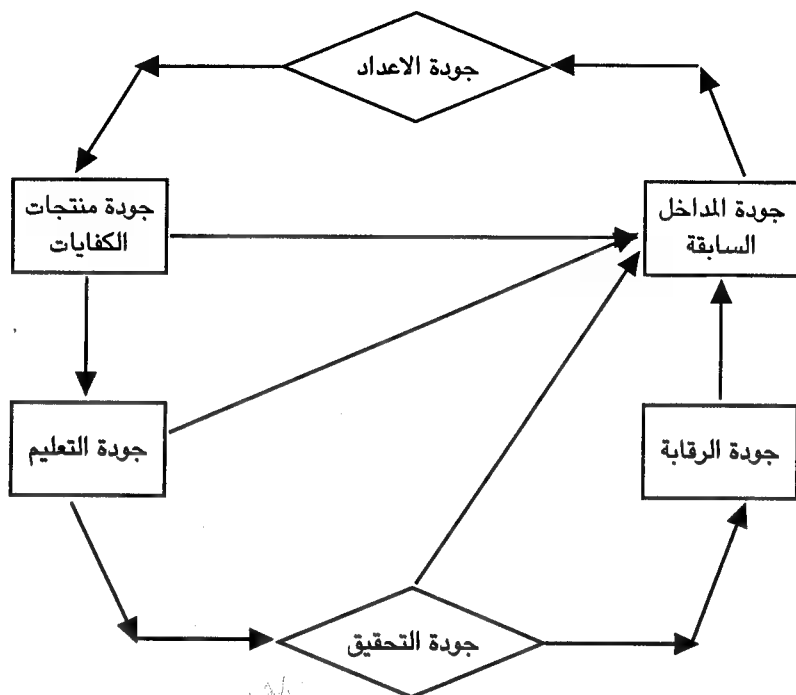 جودة الاعداد
جودة المداخل
السابقة
جودة منتجات
الكفايات
جودة الرقابة
جودة التعليم
جودة التحقيق